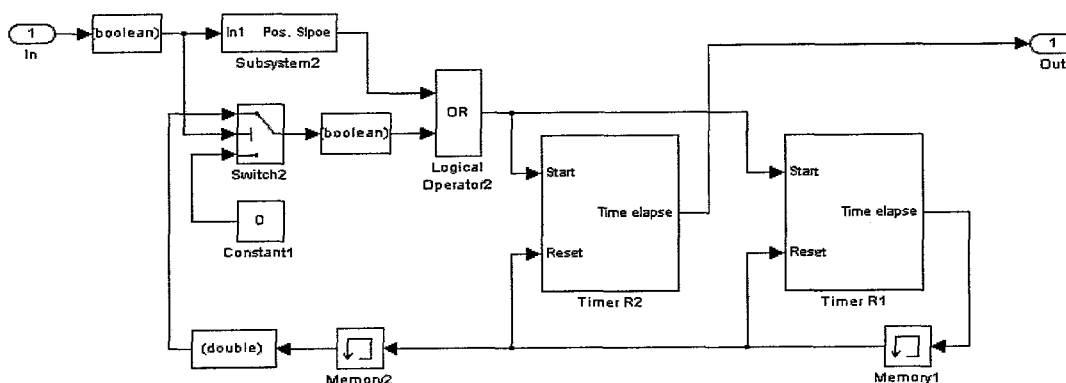 1
In
(boolean)
In1 Pos. Slpoe
Subsystem2
1
Out
Switch2
(boolean)
OR
Logical
Operator2
0
Constant1
Start
Time elapse
Reset
Timer R2
Start
Time elapse
Reset
Timer R1
(double)
Memory2
Memory1